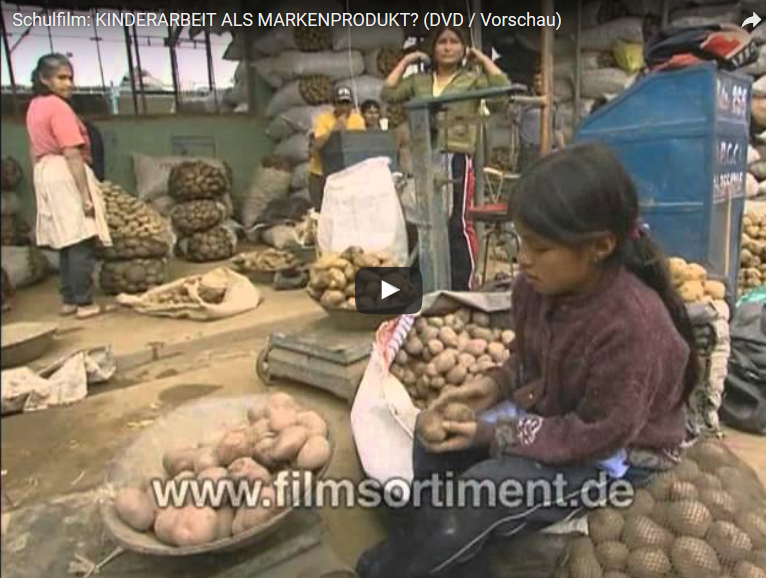 Schulfilm: KINDERARBEIT ALS MARKENPRODUKT? (DVD / Vorschau)
www.filmsortiment.de